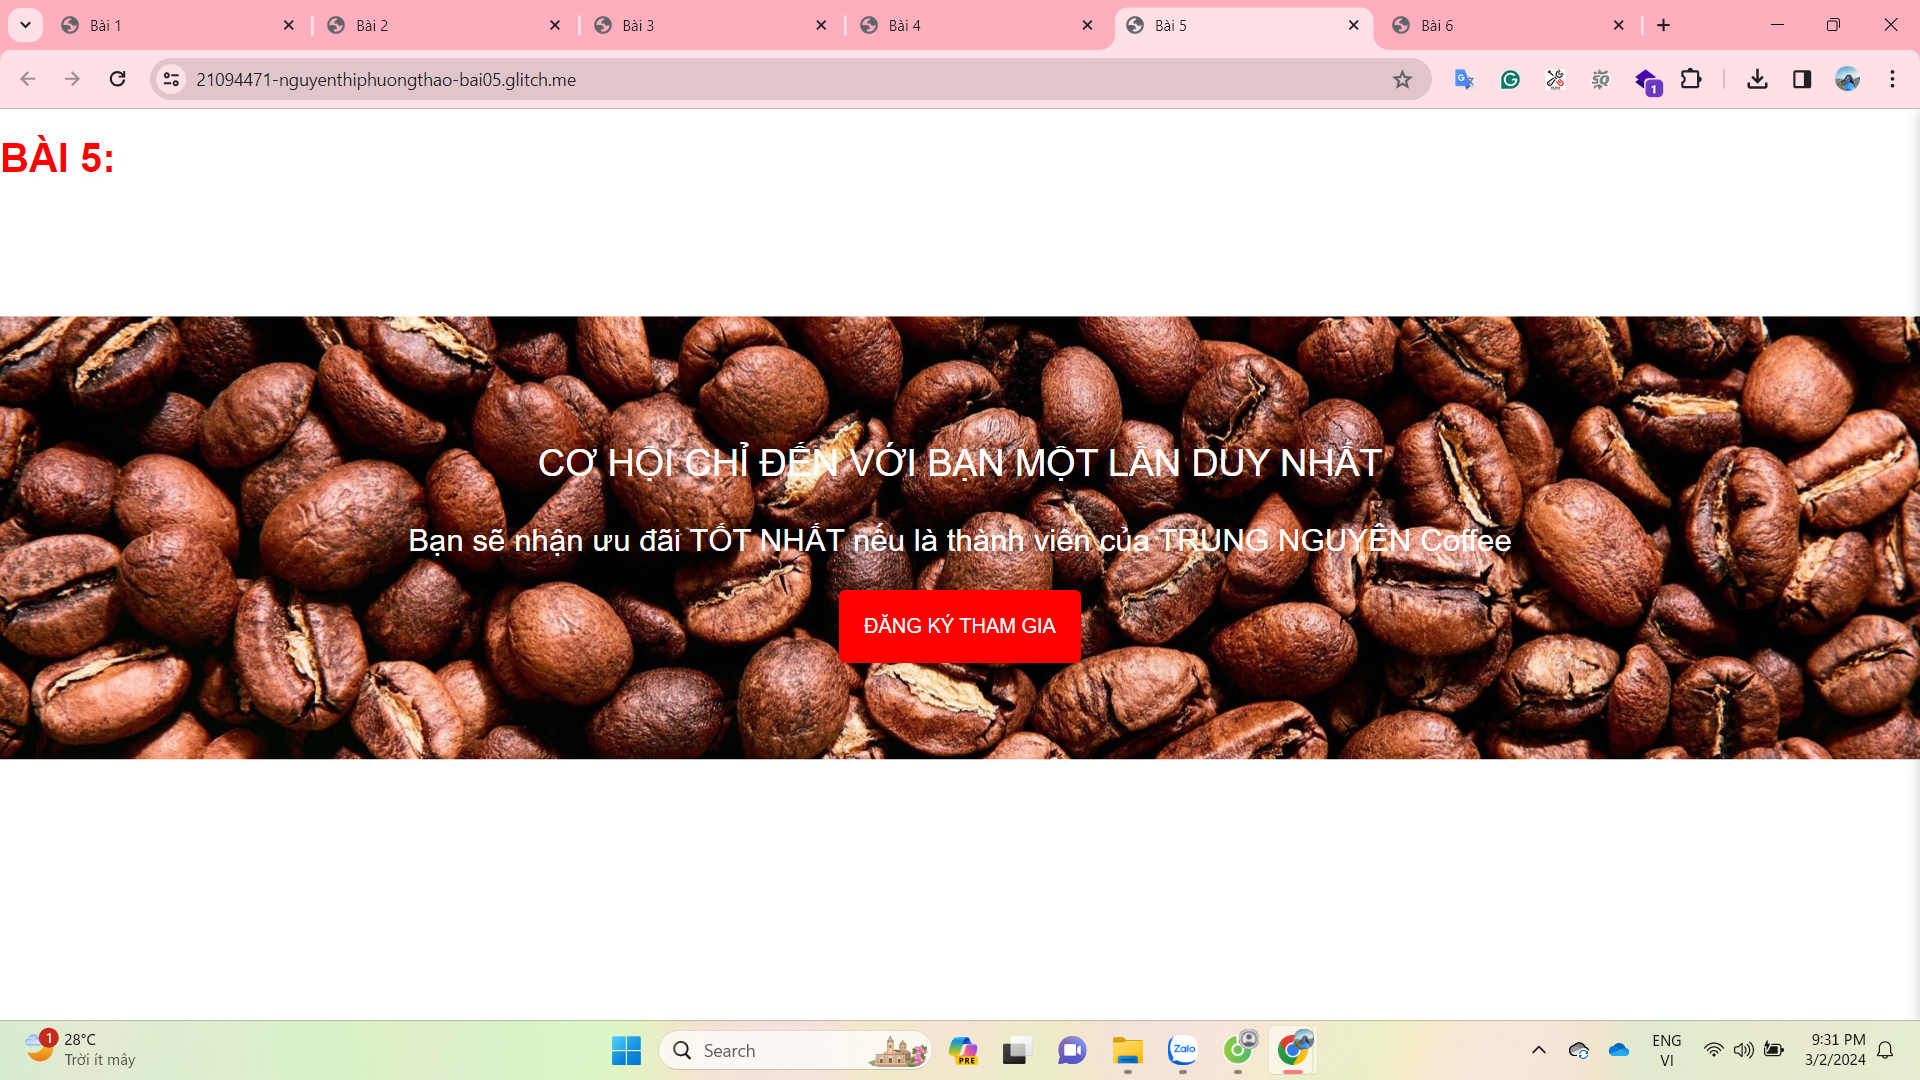 Bài 1
Bài 2
Bài 3
Bài 4
Bài 5
Bài 6
21094471-nguyenthiphuongthao-bai05.glitch.me
1
BÀI 5:
CƠ HỘI CHỈ ĐẾN VỚI BẠN MỘT LẦN DUY NHẤT
Bạn sẽ nhận ưu đãi TỐT NHẤT nếu là thành viên của TRUNG NGUYÊN Coffee
ĐĂNG KÝ THAM GIA
1
28°C
Trời ít mây
Search
PRE
Zalo
ENG
VI
9:31 PM
3/2/2024